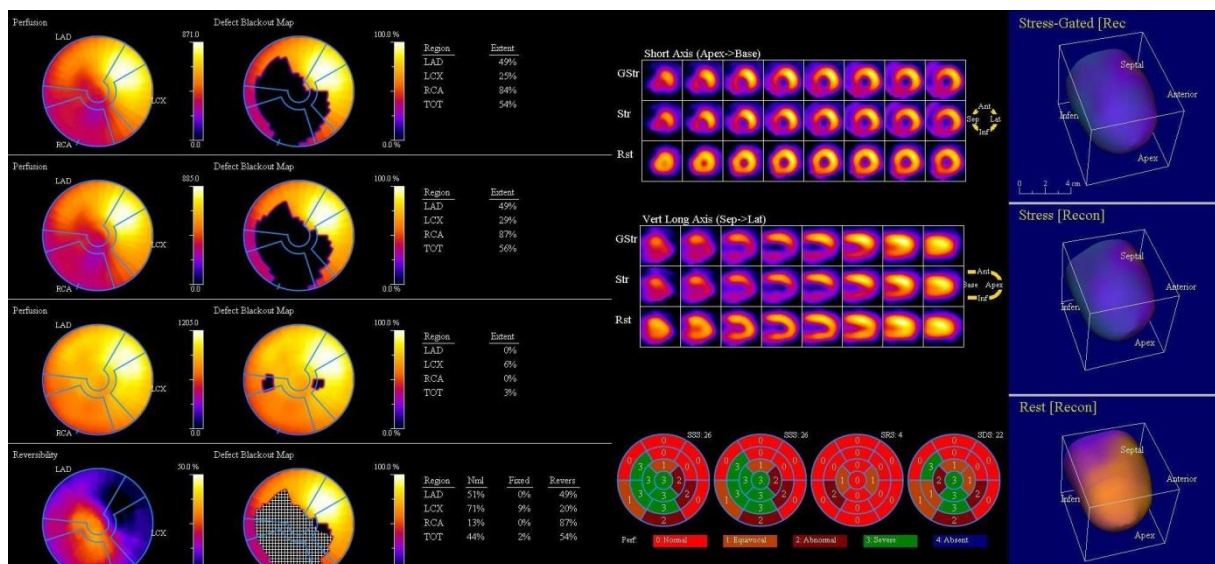 Perfusion
Defect Blackout Map
LAD
LCX
RCA
871.0
0.0
100.0 %
0.0 %
Region Extent
LAD 49%
LCX 25%
RCA 84%
TOT 54%
Perfusion
Defect Blackout Map
LAD
LCX
RCA
0.0
100.0 %
0.0 %
Region Extent
LAD 49%
LCX 29%
RCA 87%
TOT 56%
Perfusion
Defect Blackout Map
LAD
LCX
RCA
1203.0
0.0
100.0 %
0.0 %
Region Extent
LAD 0%
LCX 6%
RCA 0%
TOT 3%
Reversibility
Defect Blackout Map
LAD
LCX
30.0 %
100.0 %
Region Nml Fixed Revers
LAD 51% 0% 49%
LCX 71% 9% 20%
RCA 13% 0% 87%
TOT 44% 2% 54%
Short Axis (Apex->Base)
GStr
Str
Rst
Ant
Sep Lat
Inf
Vert Long Axis (Sep->Lat)
GStr
Str
Rst
Ant
Base Apex
Inf
SSS: 26
SSS: 26
SRS: 4
SDS: 22
Perf:
0: Normal
1: Equivocal
2: Abnormal
3: Severe
4: Absent
Stress-Gated [Rec
Septal
Anterior
Inferi
Apex
0 2 4 cm
Stress [Recon]
Septal
Anterior
Inferi
Apex
Rest [Recon]
Septal
Anterior
Inferi
Apex